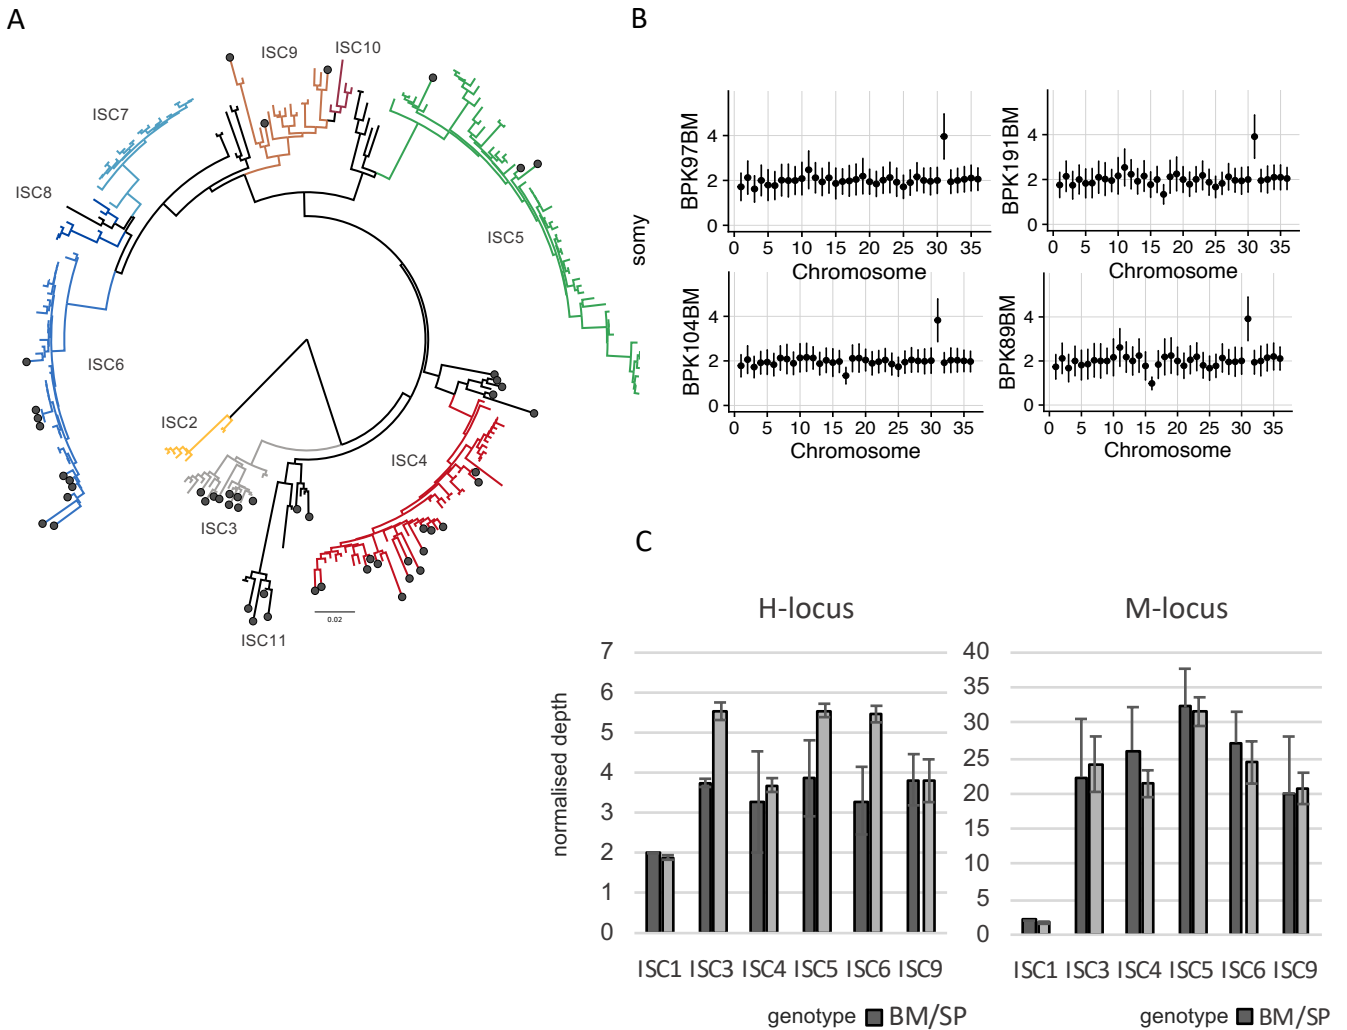 A
ISC9
ISC10
ISC7
ISC8
ISC5
ISC6
ISC2
ISC4
ISC3
ISC11
0.02
B
somy
BPK97BM
4
2
0
0 5 10 15 20 25 30 35
Chromosome
BPK191BM
4
2
0
0 5 10 15 20 25 30 35
Chromosome
BPK104BM
4
2
0
0 5 10 15 20 25 30 35
Chromosome
BPK89BM
4
2
0
0 5 10 15 20 25 30 35
Chromosome
C
H-locus
normalised depth
7
6
5
4
3
2
1
0
ISC1 ISC3 ISC4 ISC5 ISC6 ISC9
genotype BM/SP
M-locus
40
35
30
25
20
15
10
5
0
ISC1 ISC3 ISC4 ISC5 ISC6 ISC9
genotype BM/SP